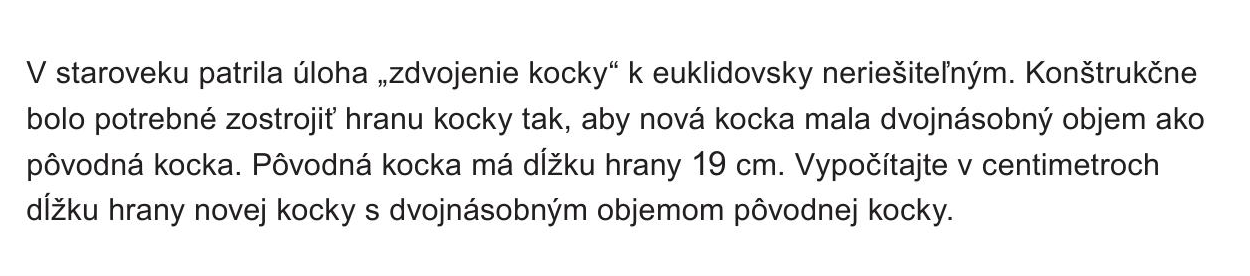 V staroveku patrila úloha „zdvojenie kocky“ k euklidovsky neriešiteľným. Konštrukčne
bolo potrebné zostrojiť hranu kocky tak, aby nová kocka mala dvojnásobný objem ako
pôvodná kocka. Pôvodná kocka má dĺžku hrany 19 cm. Vypočítajte v centimetroch
dĺžku hrany novej kocky s dvojnásobným objemom pôvodnej kocky.